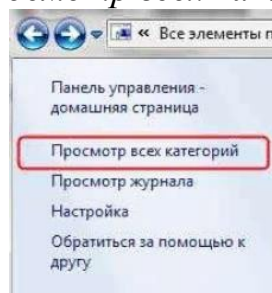 « Все элементы п
Панель управления -
домашняя страница
Просмотр всех категорий
Просмотр журнала
Настройка
Обратиться за помощью к
другу